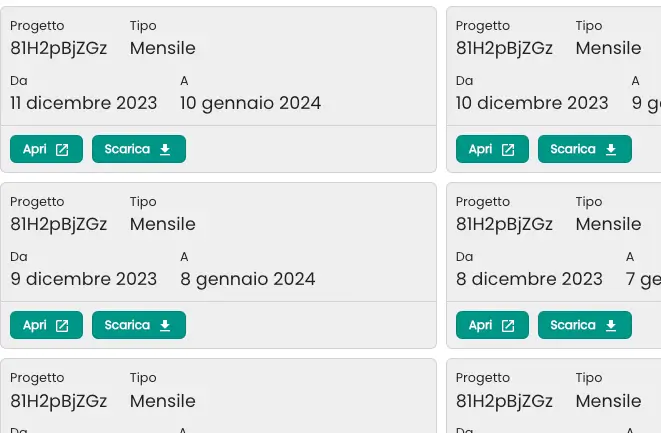 Progetto Tipo
81H2pBjZGz Mensile
Da A
11 dicembre 2023 10 gennaio 2024
Apri Scarica
Progetto Tipo
81H2pBjZGz Mensile
Da A
10 dicembre 2023 9 g
Apri Scarica
Progetto Tipo
81H2pBjZGz Mensile
Da A
9 dicembre 2023 8 gennaio 2024
Apri Scarica
Progetto Tipo
81H2pBjZGz Mensile
Da A
8 dicembre 2023 7 ge
Apri Scarica
Progetto Tipo
81H2pBjZGz Mensile
Da A
Progetto Tipo
81H2pBjZGz Mensile
Da A